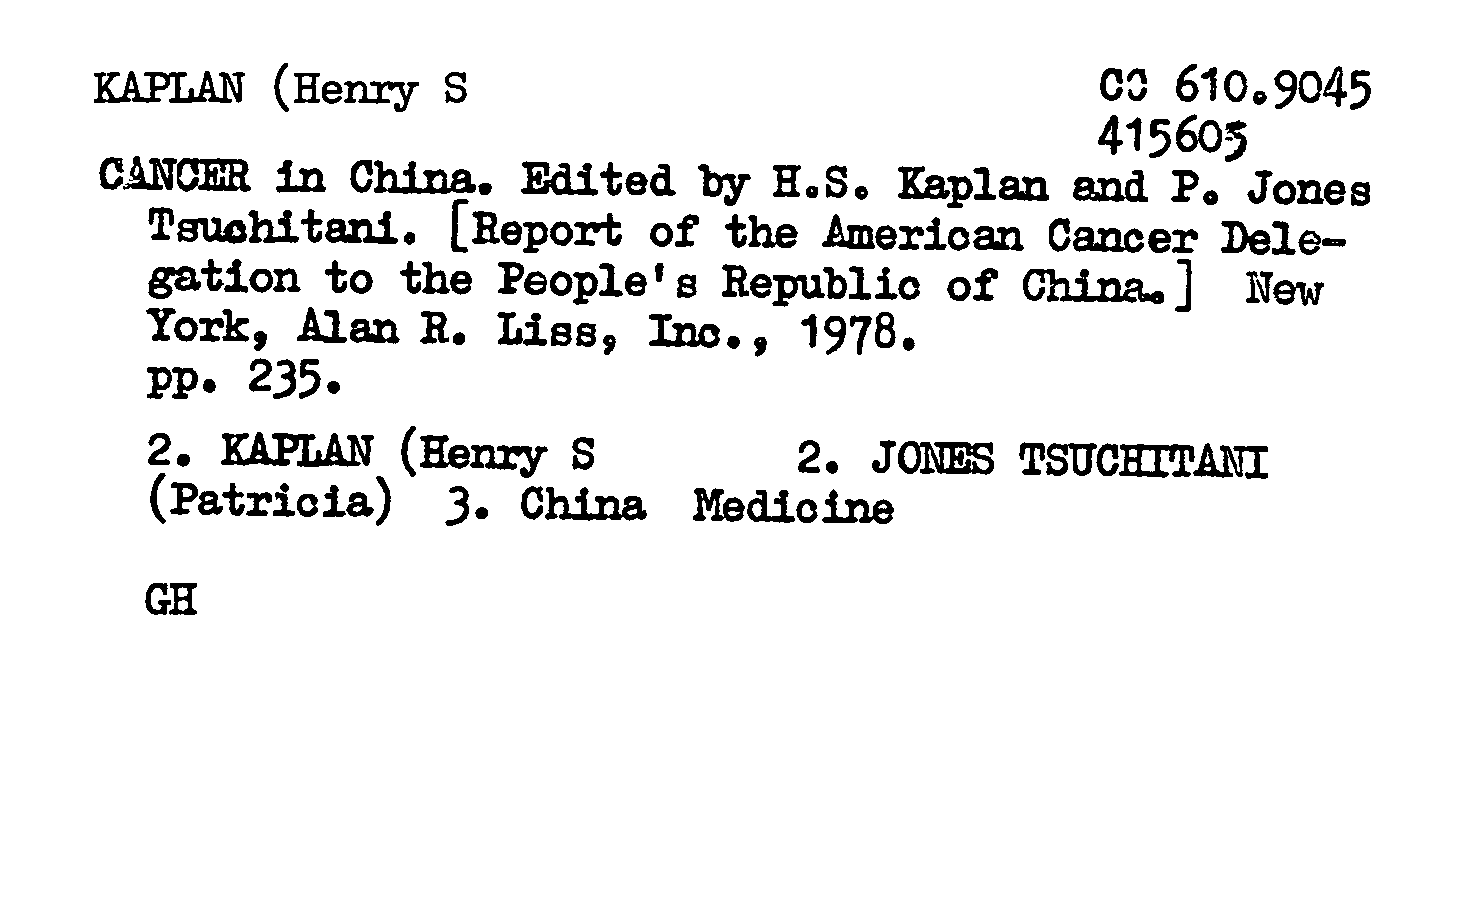 KAPLAN (Henry S
CC 610.9045
415605
CANCER in China. Edited by H.S. Kaplan and P. Jones
Tsuchitani. [Report of the American Cancer Dele-
gation to the People's Republic of China.] New
York, Alan R. Liss, Inc., 1978.
pp. 235.
2. KAPLAN (Henry S 2. JONES TSUCHITANI
(Patricia) 3. China Medicine
GH